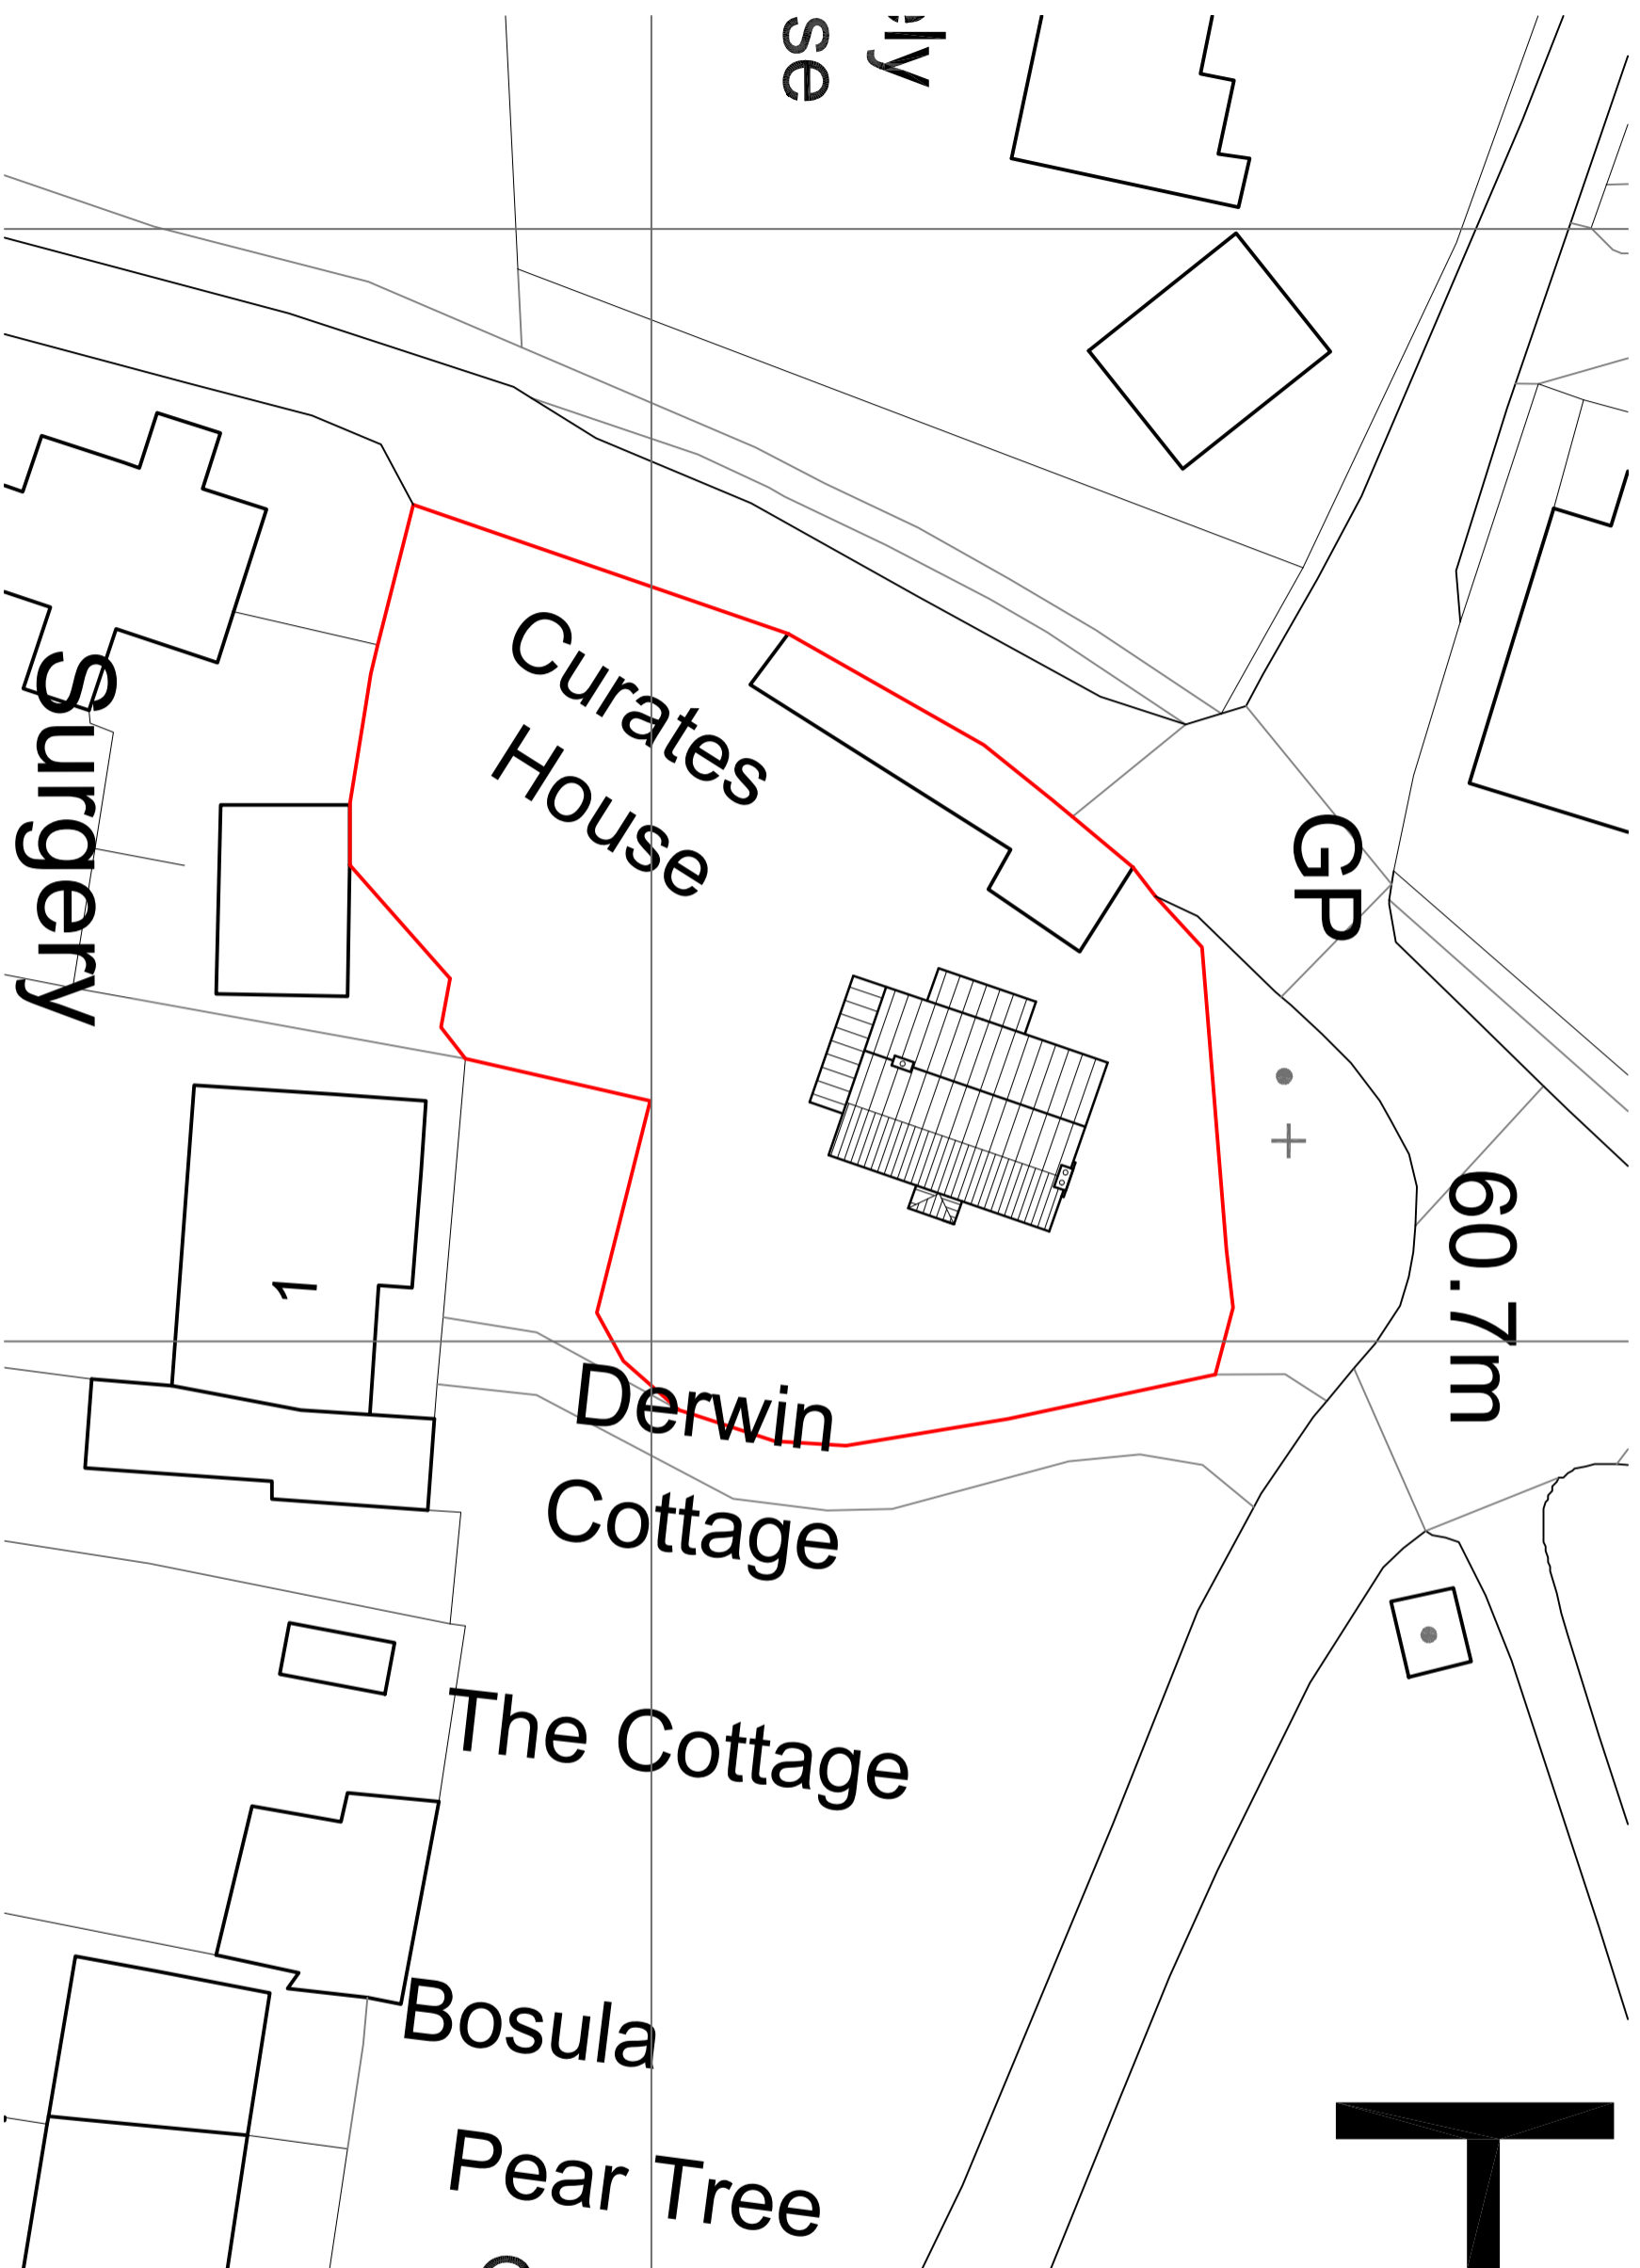 Curates
House
Surgery
GP
1
60.7m
Derwin
Cottage
The Cottage
Bosula
Pear Tree